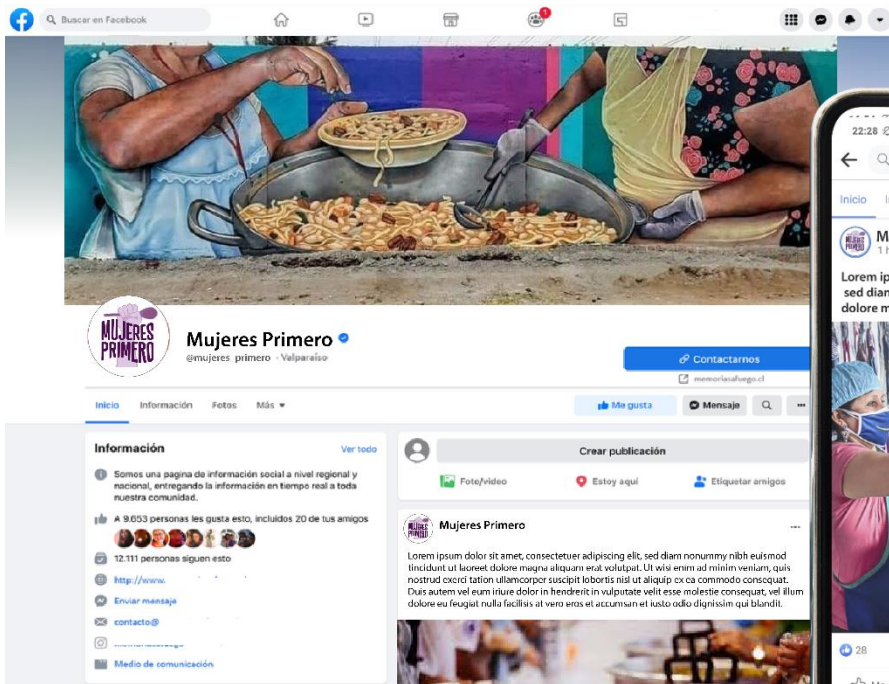 Buscar en Facebook
1
MUJERES
PRIMERO
Mujeres Primero
@mujeres_primero - Valparaíso
Contactarnos
memoriasafuego.cl
Inicio
Información
Fotos
Más
Me gusta
Mensaje
Información
Ver todo
Somos una pagina de información social a nivel regional y
nacional, entregando la información en tiempo real a toda
nuestra comunidad.
A 9.653 personas les gusta esto, incluidos 20 de tus amigos
12.111 personas siguen esto
http://www.
Enviar mensaje
contacto@
Medio de comunicación
Crear publicación
Foto/video
Estoy aquí
Etiquetar amigos
MUJERES
PRIMERO
Mujeres Primero
Lorem ipsum dolor sit amet, consectetuer adipiscing elit, sed diam nonummy nibh euismod
tincidunt ut laoreet dolore magna aliquam erat volutpat. Ut wisi enim ad minim veniam, quis
nostrud exerci tation ullamcorper suscipit lobortis nisl ut aliquip ex ea commodo consequat.
Duis autem vel eum iriure dolor in hendrerit in vulputate velit esse molestie consequat, vel illum
dolore eu feugiat nulla facilisis at vero eros et accumsan et iusto odio dignissim qui blandit.
22:28
Inicio
MUJERES
PRIMERO
M
1 h
Lorem ip
sed dian
dolore m
28